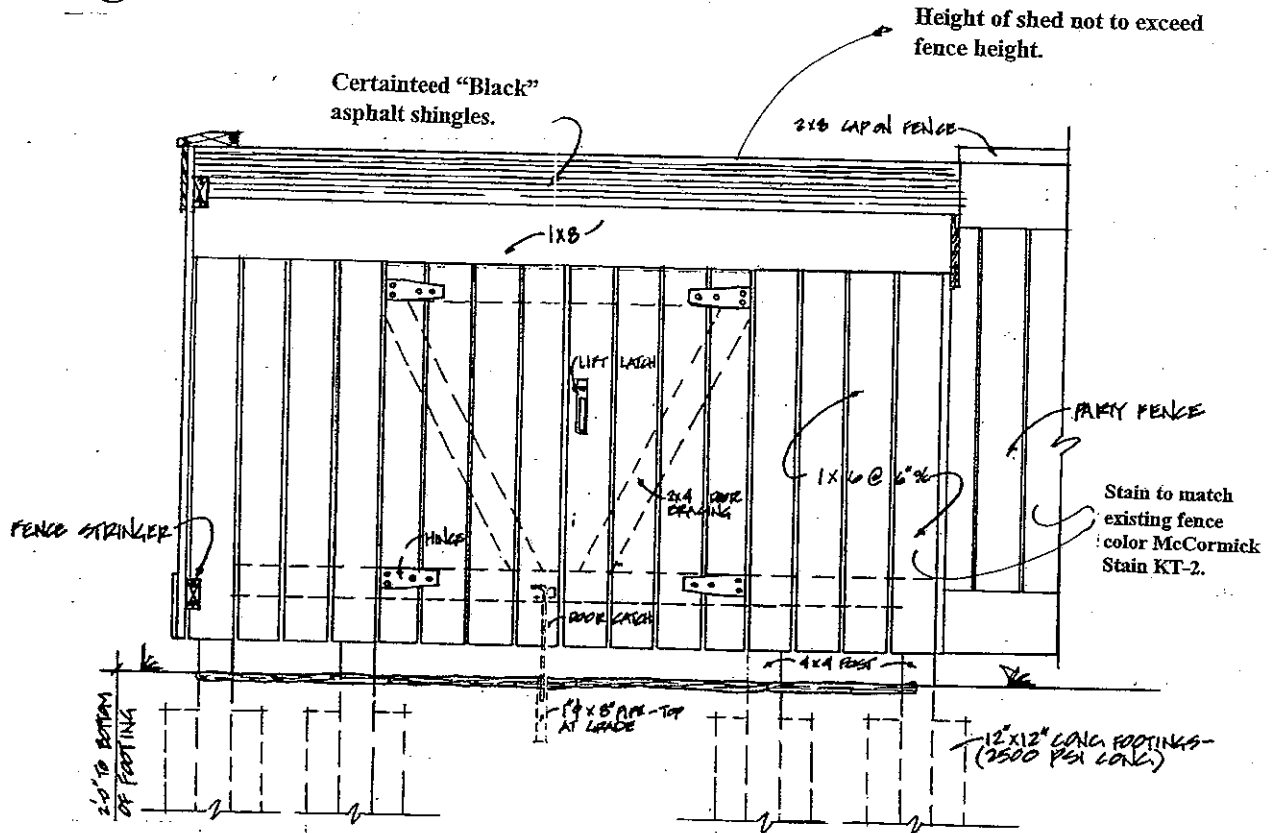 Height of shed not to exceed
fence height.
Certainteed “Black”
asphalt shingles.
2x8 CAP ON FENCE
1x8
LIFT LATCH
PARTY FENCE
1x6 @ 6" %
2x4 DOOR
BRACING
Stain to match
existing fence
color McCormick
Stain KT-2.
FENCE STRINGER
HINGE
DOOR CATCH
4x4 POST
1"φ x 8" PIPE - TOP
AT GRADE
2'0" TO BOTTOM
OF FOOTING
12"x12" CONC. FOOTINGS-
(2500 PSI CONC.)